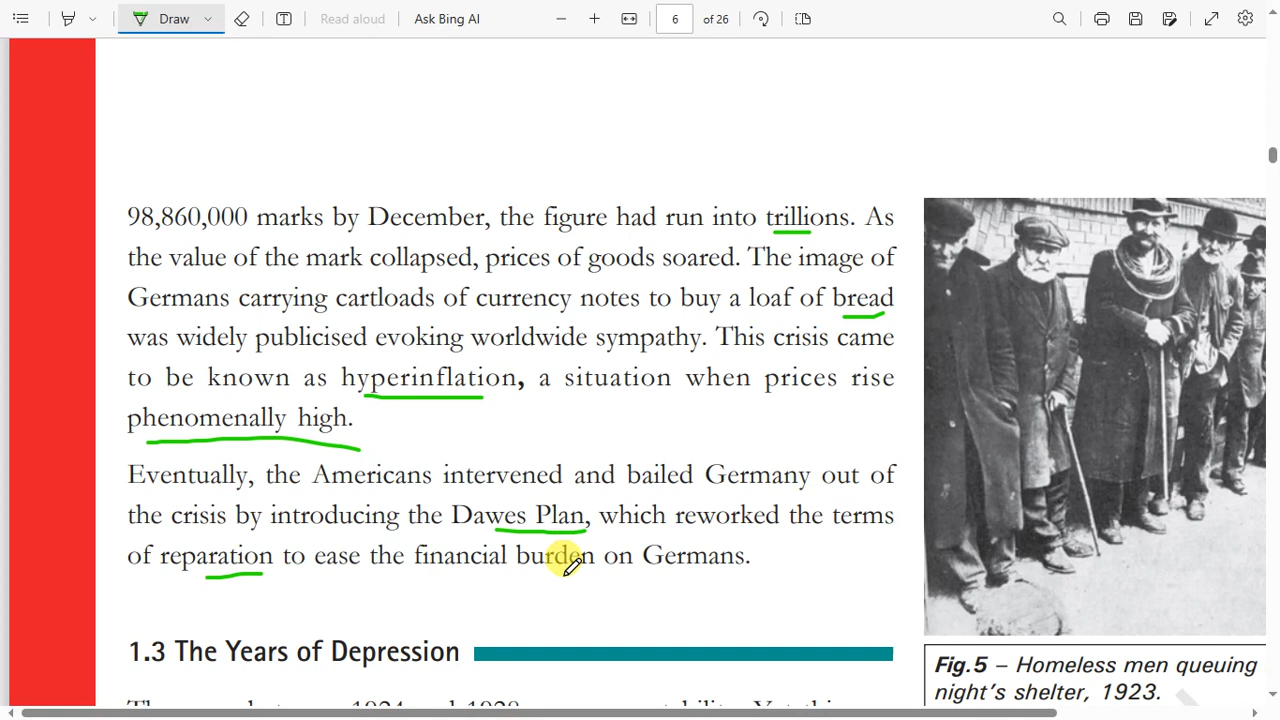 Draw
Read aloud
Ask Bing AI
6
of 26
98,860,000 marks by December, the figure had run into trillions. As
the value of the mark collapsed, prices of goods soared. The image of
Germans carrying cartloads of currency notes to buy a loaf of bread
was widely publicised evoking worldwide sympathy. This crisis came
to be known as hyperinflation, a situation when prices rise
phenomenally high.
Eventually, the Americans intervened and bailed Germany out of
the crisis by introducing the Dawes Plan, which reworked the terms
of reparation to ease the financial burden on Germans.
1.3 The Years of Depression
Fig.5 – Homeless men queuing
night's shelter, 1923.